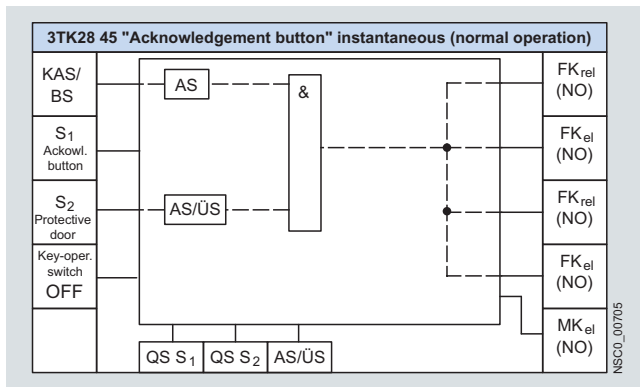 3TK28 45 "Acknowledgement button" instantaneous (normal operation)
KAS/
BS
AS
&
FKrel
(NO)
S1
Ackowl.
button
FKel
(NO)
S2
Protective
door
AS/ÜS
FKrel
(NO)
Key-oper.
switch
OFF
FKel
(NO)
MKel
(NO)
QS S1
QS S2
AS/ÜS
NSC0_00705